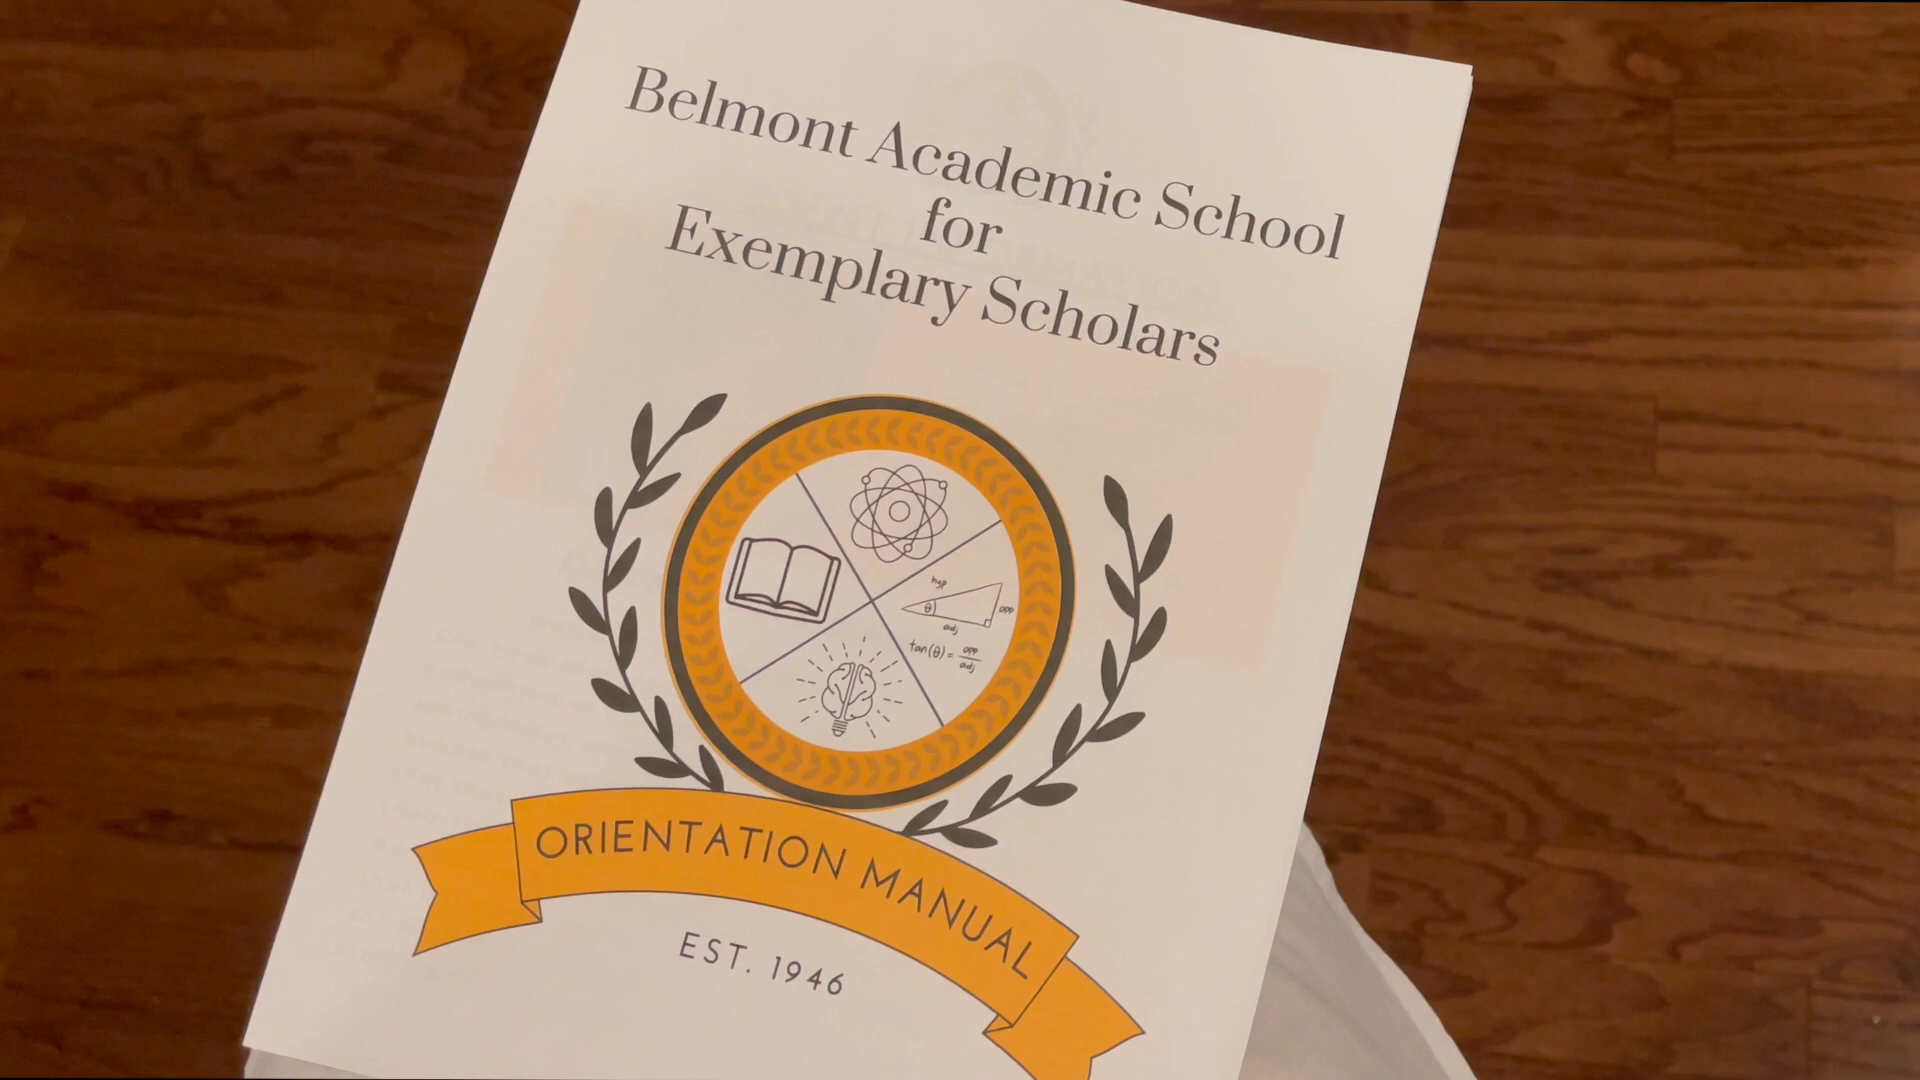 Belmont Academic School
for
Exemplary Scholars
hyp
θ
opp
adj
tan(θ) = opp
adj
ORIENTATION MANUAL
EST. 1946